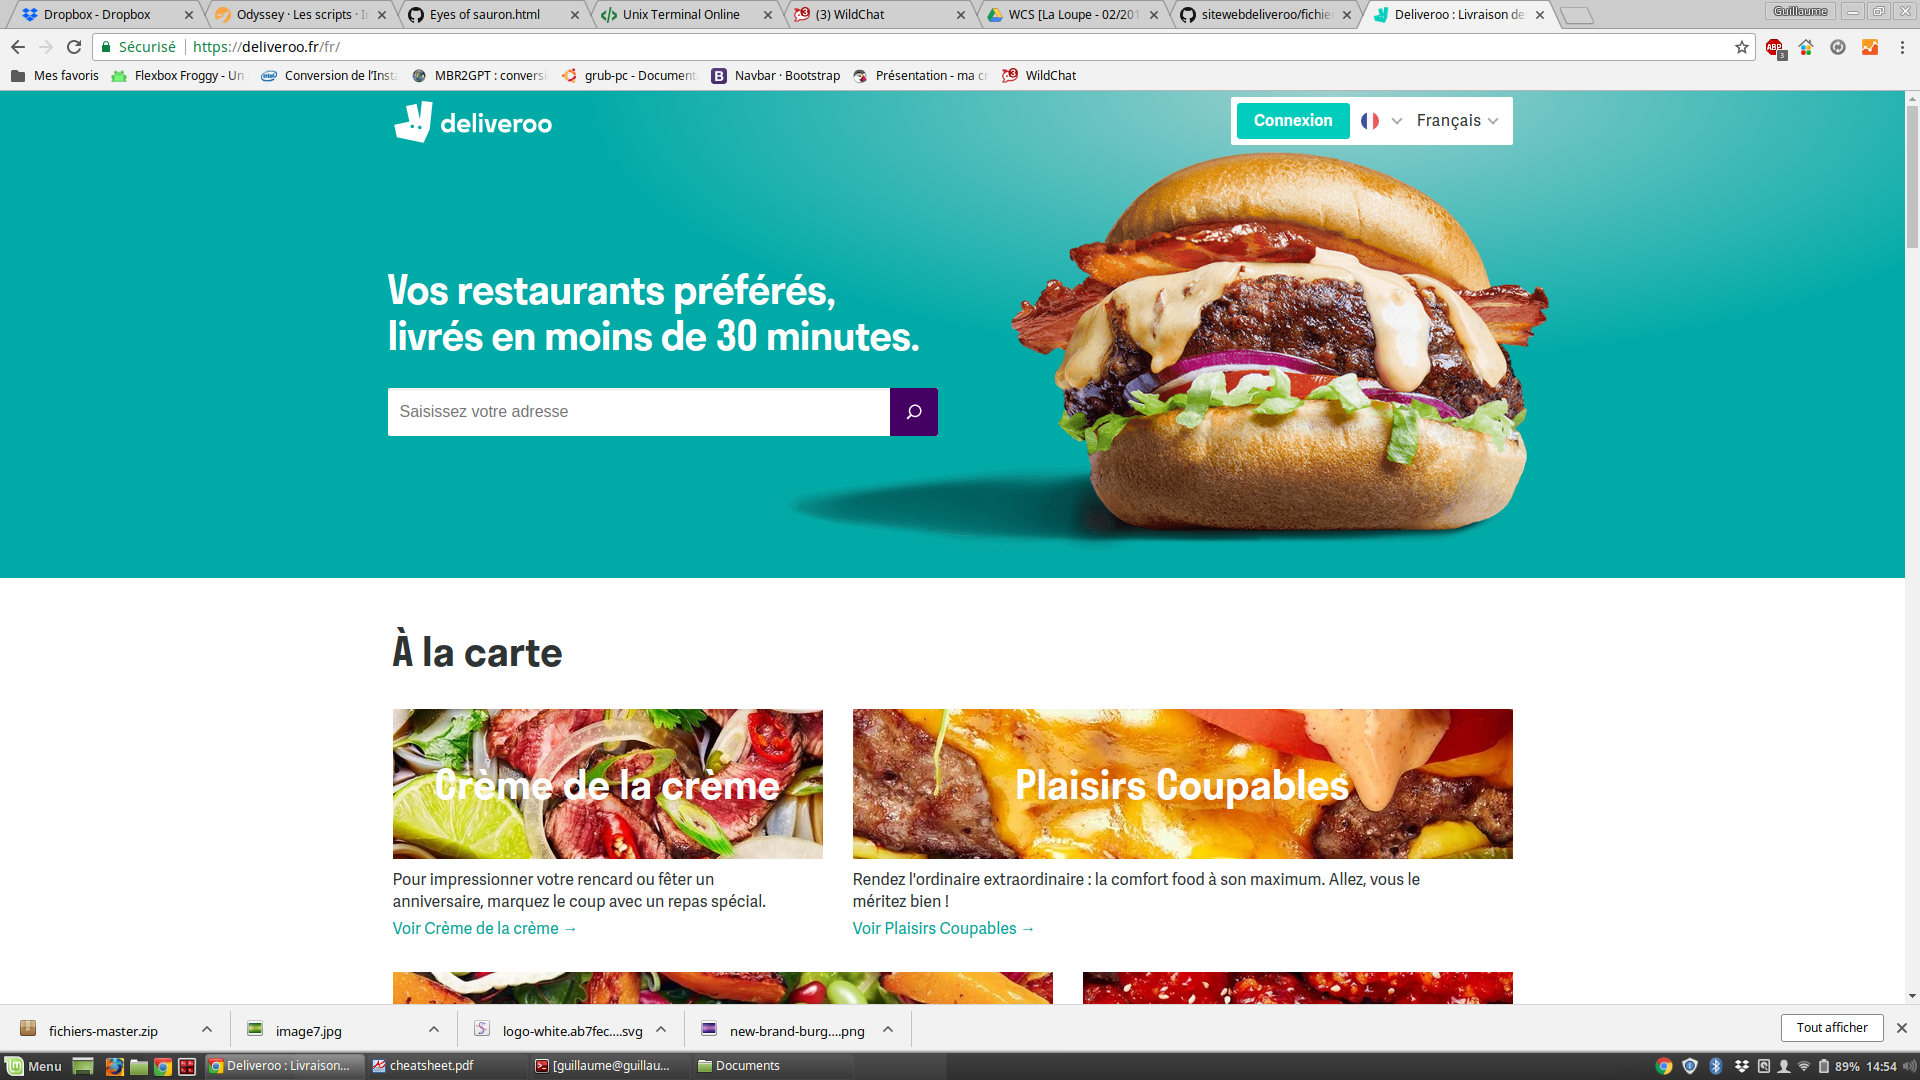 Dropbox - Dropbox
Odyssey · Les scripts ·
Eyes of sauron.html
Unix Terminal Online
(3) WildChat
WCS [La Loupe - 02/201
sitewebdeliveroo/fichie
Deliveroo : Livraison de
Guillaume
Sécurisé
https://deliveroo.fr/fr/
ABP
3
Mes favoris
Flexbox Froggy - Un
Conversion de l'Insta
MBR2GPT : conversi
grub-pc - Document
Navbar · Bootstrap
Présentation - ma cr
WildChat
deliveroo
Connexion
Français
Vos restaurants préférés,
livrés en moins de 30 minutes.
Saisissez votre adresse
À la carte
Crème de la crème
Plaisirs Coupables
Pour impressionner votre rencard ou fêter un
anniversaire, marquez le coup avec un repas spécial.
Voir Crème de la crème →
Rendez l'ordinaire extraordinaire : la comfort food à son maximum. Allez, vous le
méritez bien !
Voir Plaisirs Coupables →
fichiers-master.zip
image7.jpg
logo-white.ab7fec....svg
new-brand-burg....png
Tout afficher
Menu
Deliveroo : Livraison...
cheatsheet.pdf
[guillaume@guillau...
Documents
89%
14:54